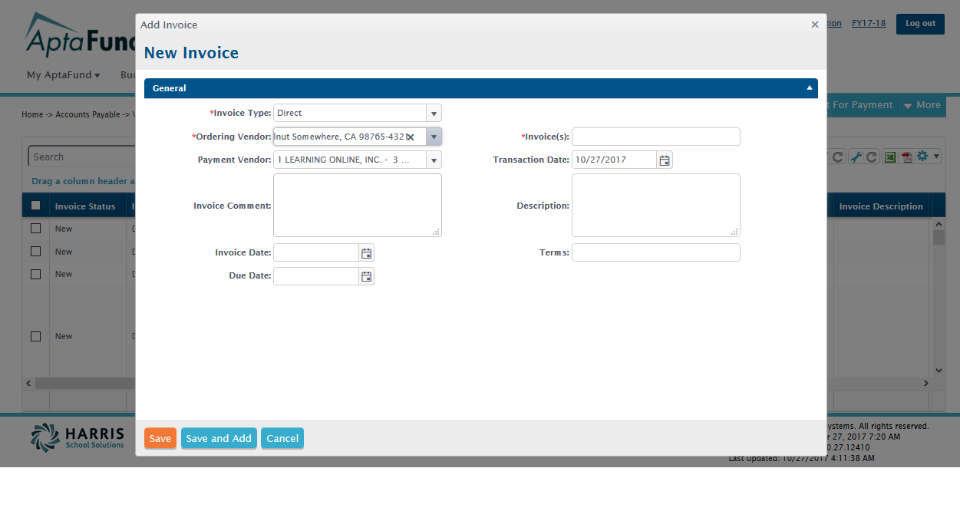 Add Invoice
×
New Invoice
General
*Invoice Type: Direct
*Ordering Vendor: lnut Somewhere, CA 98765-4321
*Invoice(s):
Payment Vendor: 1 LEARNING ONLINE, INC. - 3 ...
Transaction Date: 10/27/2017
Invoice Comment:
Description:
Invoice Date:
Terms:
Due Date:
Save Save and Add Cancel
AptaFund
FY17-18 Log out
My AptaFund
Home -> Accounts Payable ->
t For Payment More
Search
Drag a column header a
Invoice Status
Invoice Description
New
New
New
New
HARRIS
School Solutions
ystems. All rights reserved.
r 27, 2017 7:20 AM
0.27.12410
Last Updated: 10/27/2017 4:11:38 AM